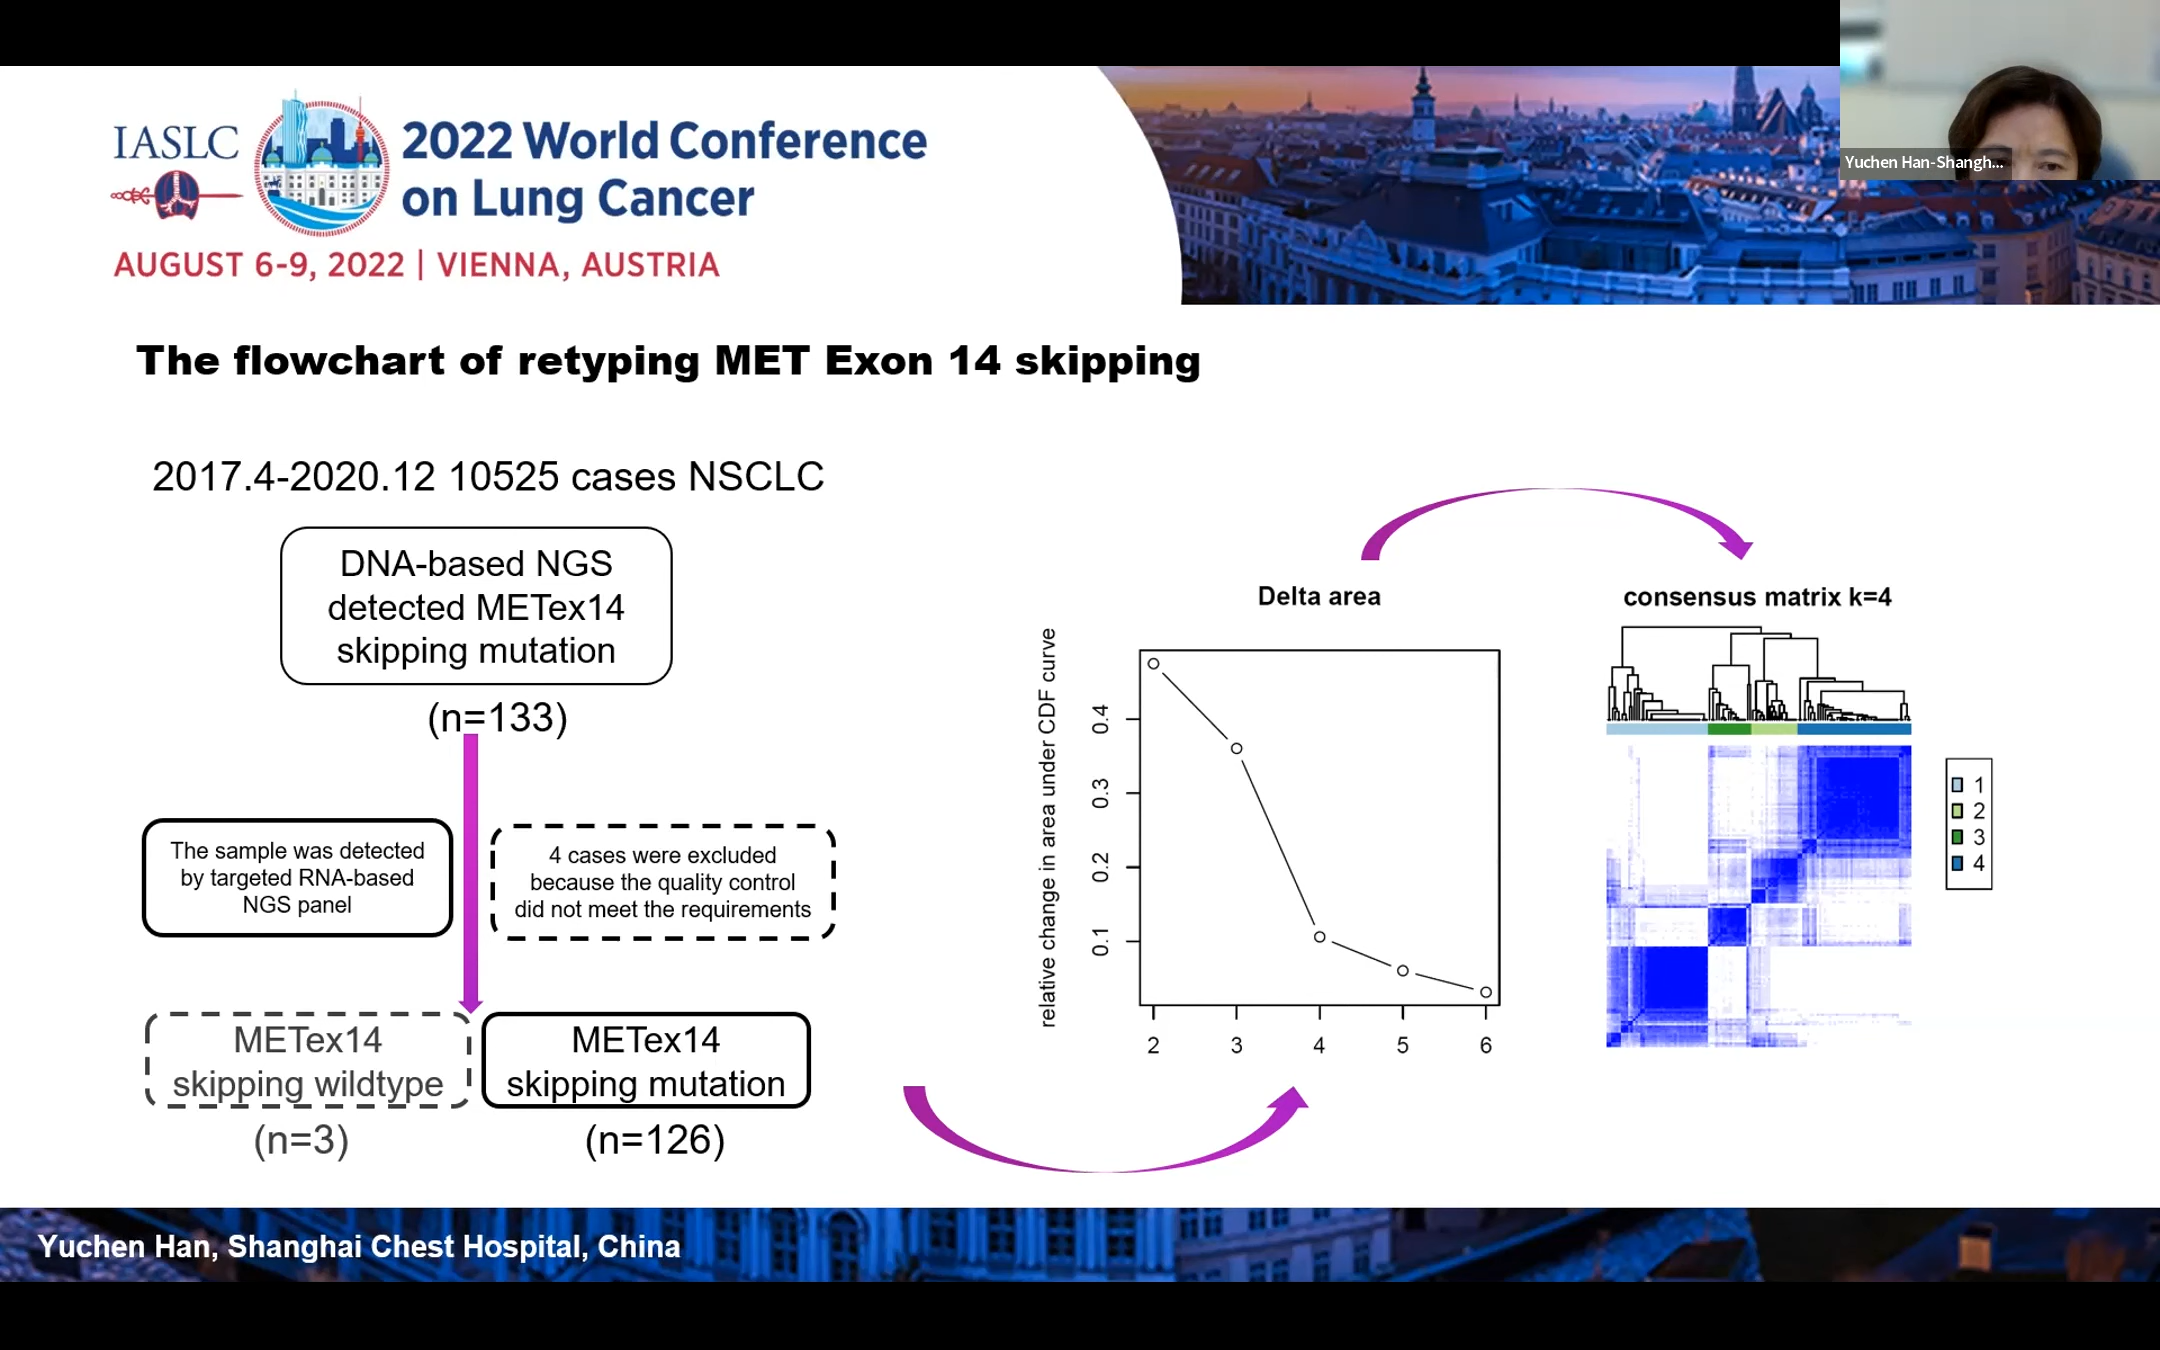 Yuchen Han-Shangh...
IASLC
2022 World Conference
on Lung Cancer
AUGUST 6-9, 2022 | VIENNA, AUSTRIA
The flowchart of retyping MET Exon 14 skipping
2017.4-2020.12 10525 cases NSCLC
DNA-based NGS
detected METex14
skipping mutation
(n=133)
The sample was detected
by targeted RNA-based
NGS panel
4 cases were excluded
because the quality control
did not meet the requirements
METex14
skipping wildtype
(n=3)
METex14
skipping mutation
(n=126)
Delta area
relative change in area under CDF curve
0.4
0.3
0.2
0.1
2 3 4 5 6
consensus matrix k=4
1
2
3
4
Yuchen Han, Shanghai Chest Hospital, China